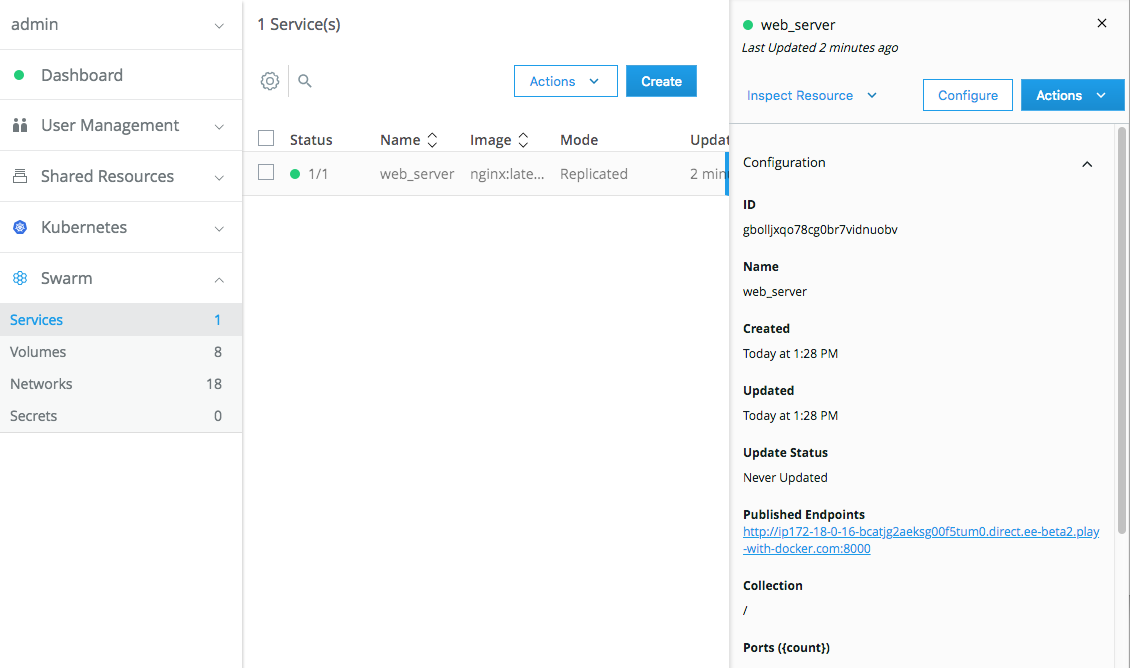 admin
Dashboard
User Management
Shared Resources
Kubernetes
Swarm
Services 1
Volumes 8
Networks 18
Secrets 0
1 Service(s)
Actions Create
Status Name Image Mode Updat
1/1 web_server nginx:late... Replicated 2 min
web_server
Last Updated 2 minutes ago
Inspect Resource Configure Actions
Configuration
ID
gbolljxqo78cg0br7vidnuobv
Name
web_server
Created
Today at 1:28 PM
Updated
Today at 1:28 PM
Update Status
Never Updated
Published Endpoints
http://ip172-18-0-16-bcatjg2aeksg00f5tum0.direct.ee-beta2.play
-with-docker.com:8000
Collection
/
Ports ({count})